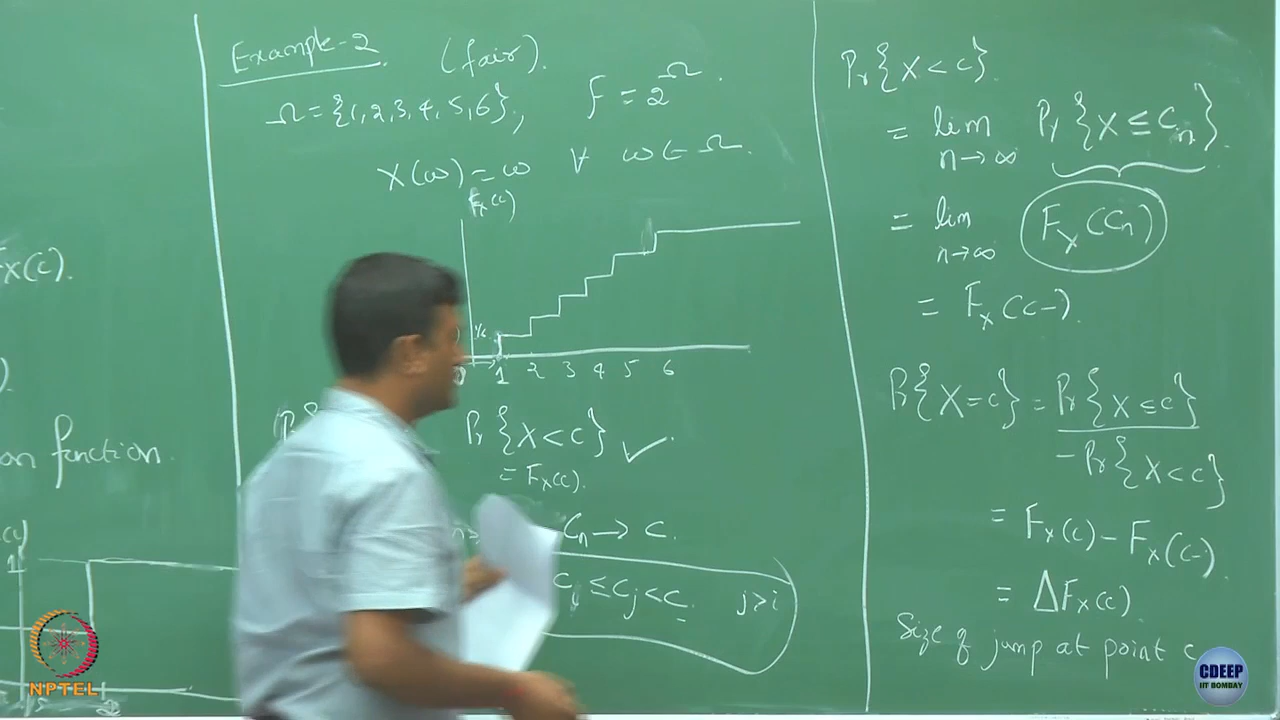 Fx(c).
).
on function.
1
Example-2. (fair).
Ω = {1, 2, 3, 4, 5, 6}, F = 2^Ω.
X(ω) = ω ∀ ω ∈ Ω.
Fx(c)
1/6
0 1 2 3 4 5 6
Pr{X < c} ✓.
= Fx(c).
Cn → C.
Ci ≤ Cj < C. j > i
Pr{X < c}.
= lim n→∞ Pr{X ≤ Cn}.
= lim n→∞ Fx(Cn)
= Fx(c-).
Pr{X = c} = Pr{X ≤ c}
- Pr{X < c}
= Fx(c) - Fx(c-).
= ΔFx(c).
Size of jump at point c
NPTEL
CDEEP
IIT BOMBAY